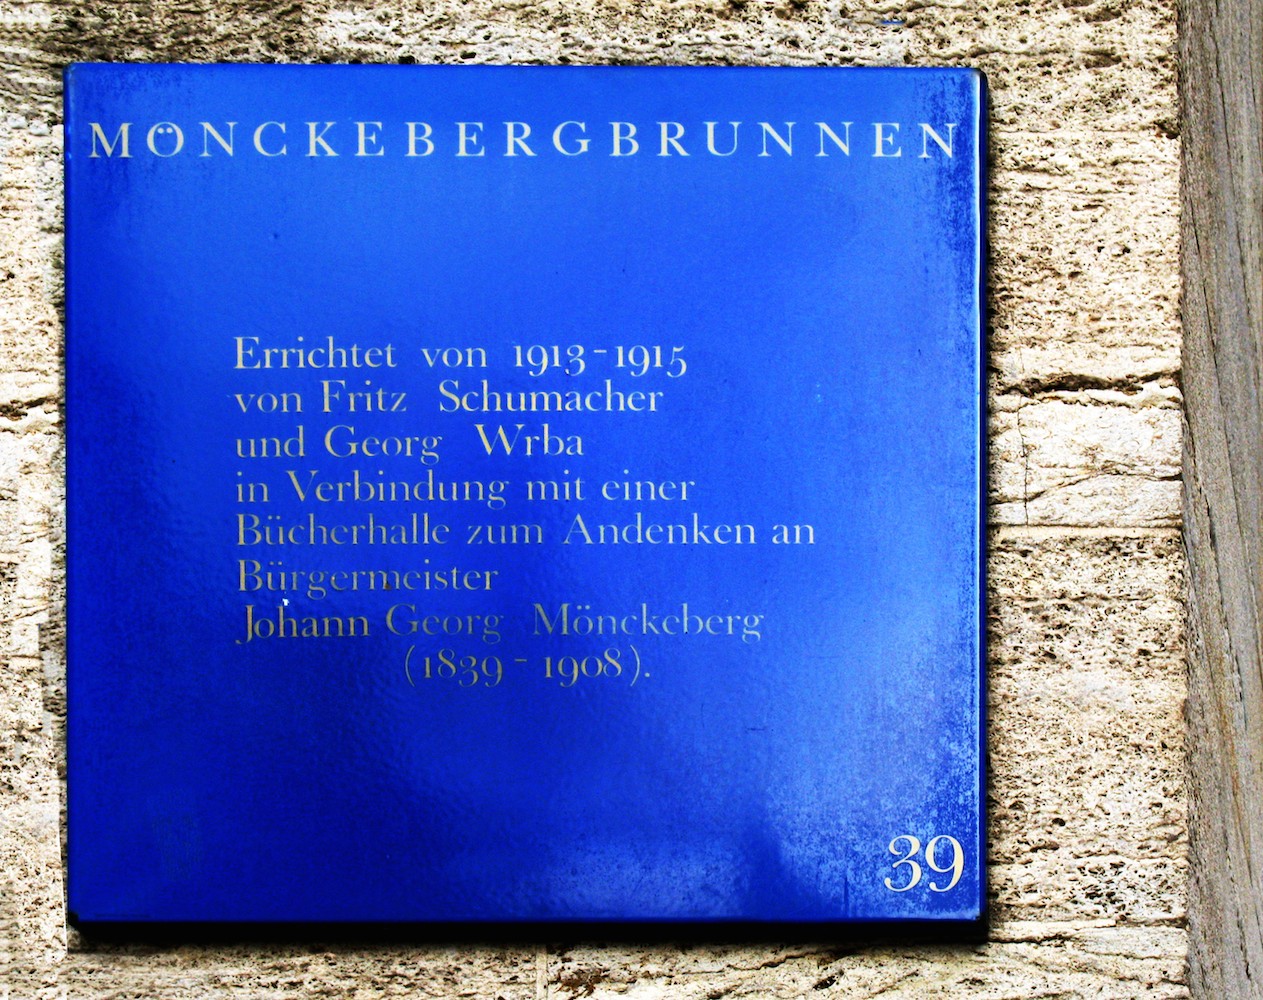 MÖNCKEBERGBRUNNEN
Errichtet von 1913-1915
von Fritz Schumacher
und Georg Wrba
in Verbindung mit einer
Bücherhalle zum Andenken an
Bürgermeister
Johann Georg Mönckeberg
(1839-1908).
39